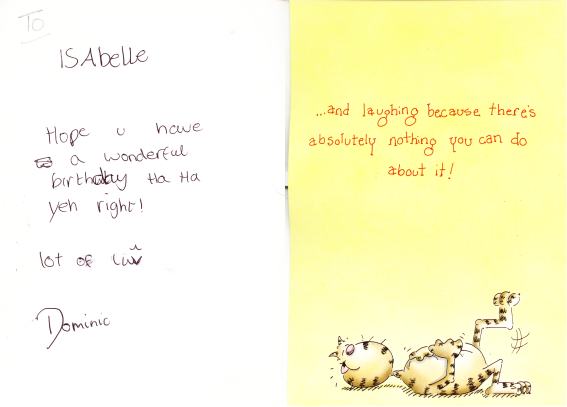 To
ISAbelle
Hope u have
a wonderful
birthday Ha Ha
yeh right!
lot of luv
Dominic
...and laughing because there's
absolutely nothing you can do
about it!